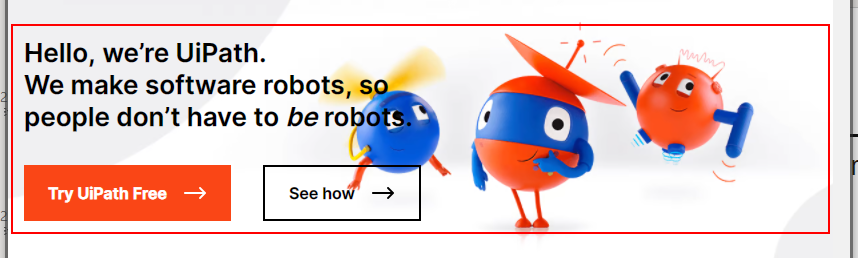 Hello, we’re UiPath.
We make software robots, so
people don’t have to be robots.
Try UiPath Free
See how